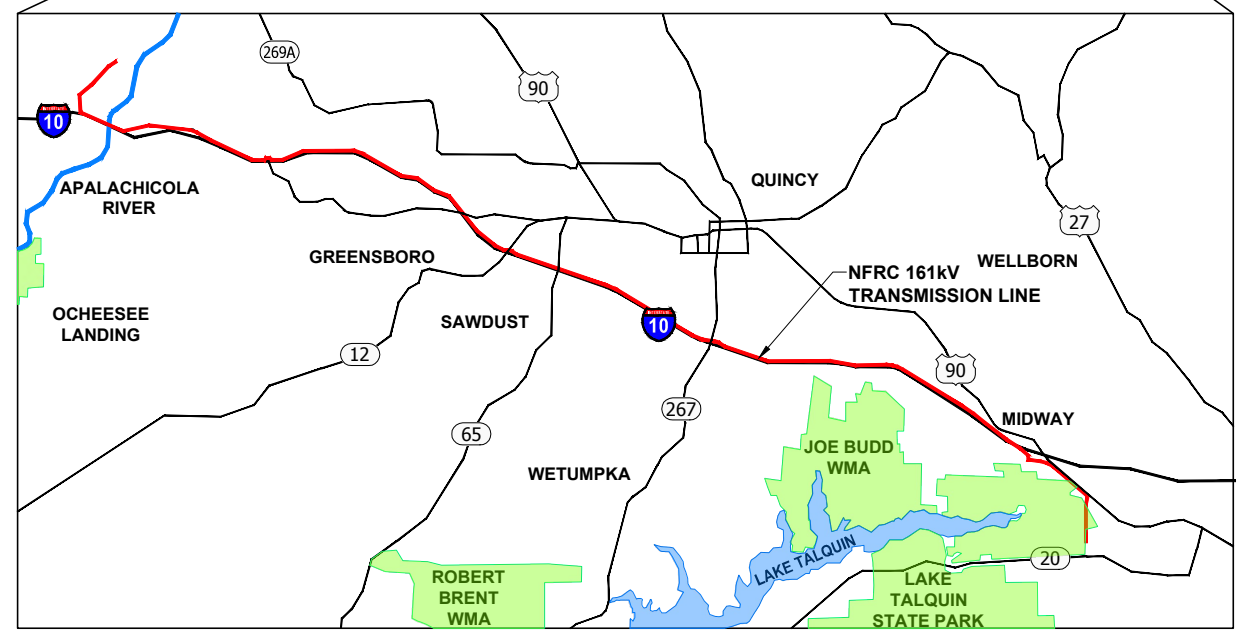 269A
90
10
APALACHICOLA
RIVER
QUINCY
27
GREENSBORO
WELLBORN
NFRC 161kV
TRANSMISSION LINE
OCHEESEE
LANDING
SAWDUST
10
12
90
267
MIDWAY
65
JOE BUDD
WMA
WETUMPKA
LAKE TALQUIN
20
ROBERT
BRENT
WMA
LAKE
TALQUIN
STATE PARK